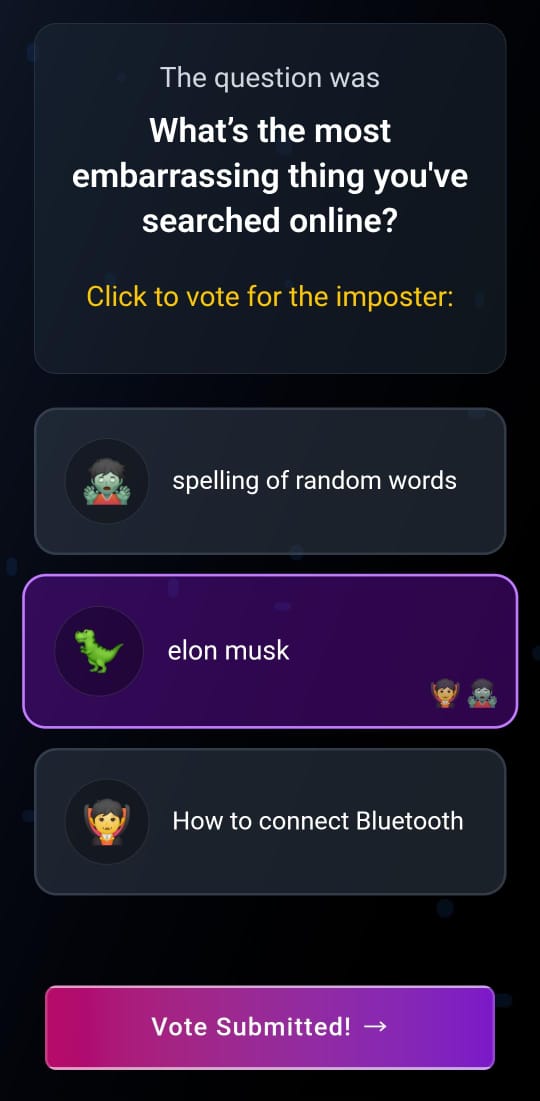 The question was
What’s the most
embarrassing thing you've
searched online?
Click to vote for the imposter:
spelling of random words
elon musk
How to connect Bluetooth
Vote Submitted! →